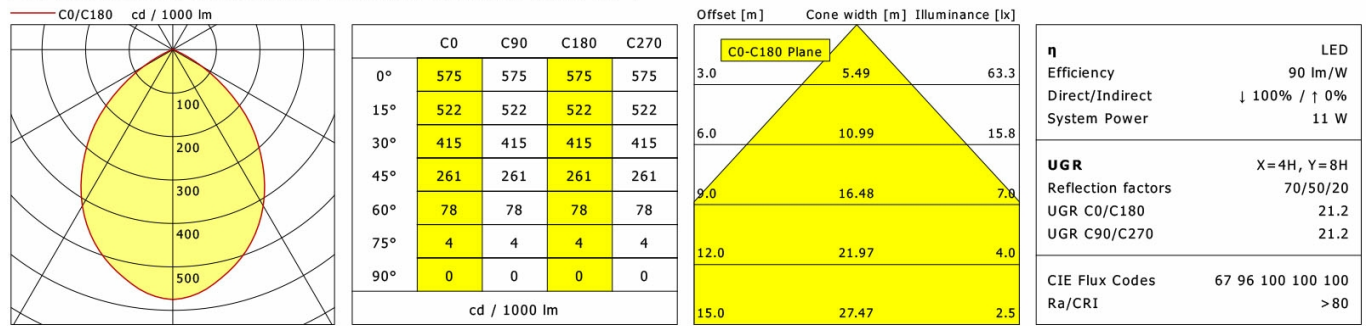 C0/C180 cd / 1000 lm
100
200
300
400
500
C0 C90 C180 C270
0° 575 575 575 575
15° 522 522 522 522
30° 415 415 415 415
45° 261 261 261 261
60° 78 78 78 78
75° 4 4 4 4
90° 0 0 0 0
cd / 1000 lm
Offset [m] Cone width [m] Illuminance [lx]
C0-C180 Plane
3.0 5.49 63.3
6.0 10.99 15.8
9.0 16.48 7.0
12.0 21.97 4.0
15.0 27.47 2.5
η LED
Efficiency 90 lm/W
Direct/Indirect ↓ 100% / ↑ 0%
System Power 11 W
UGR X=4H, Y=8H
Reflection factors 70/50/20
UGR C0/C180 21.2
UGR C90/C270 21.2
CIE Flux Codes 67 96 100 100 100
Ra/CRI >80